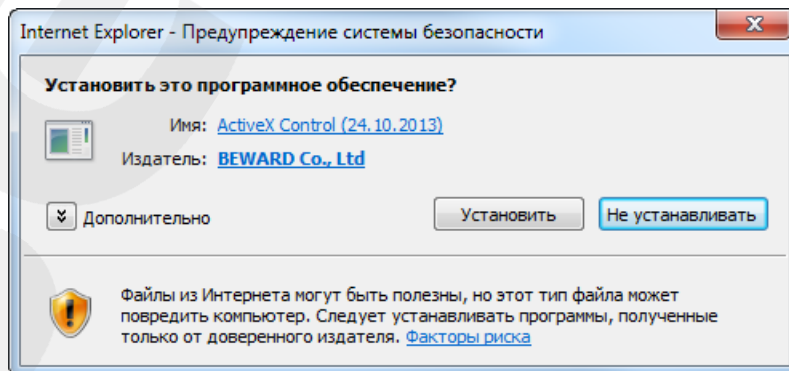 Internet Explorer - Предупреждение системы безопасности
Установить это программное обеспечение?
Имя: ActiveX Control (24.10.2013)
Издатель: BEWARD Co., Ltd
Дополнительно
Установить
Не устанавливать
Файлы из Интернета могут быть полезны, но этот тип файла может
повредить компьютер. Следует устанавливать программы, полученные
только от доверенного издателя. Факторы риска